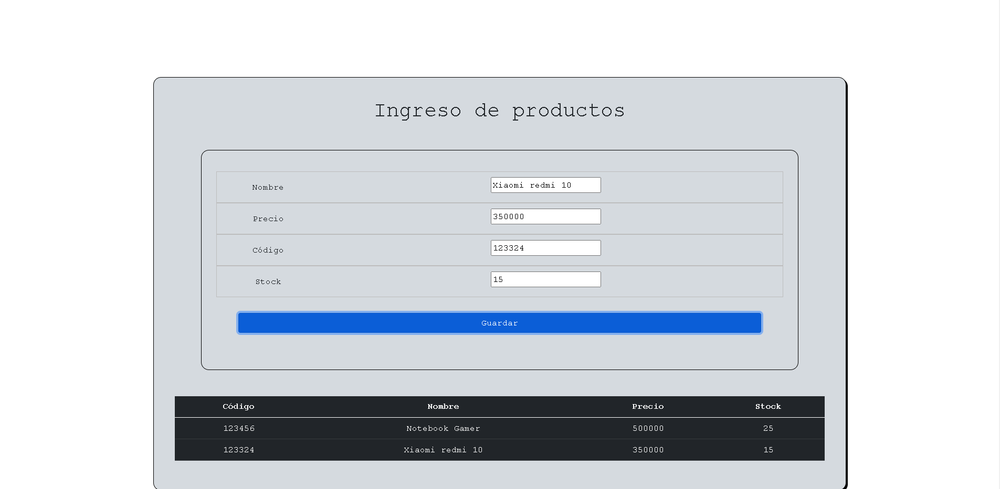 Ingreso de productos
Nombre Xiaomi redmi 10
Precio 350000
Código 123324
Stock 15
Guardar
Código Nombre Precio Stock
123456 Notebook Gamer 500000 25
123324 Xiaomi redmi 10 350000 15